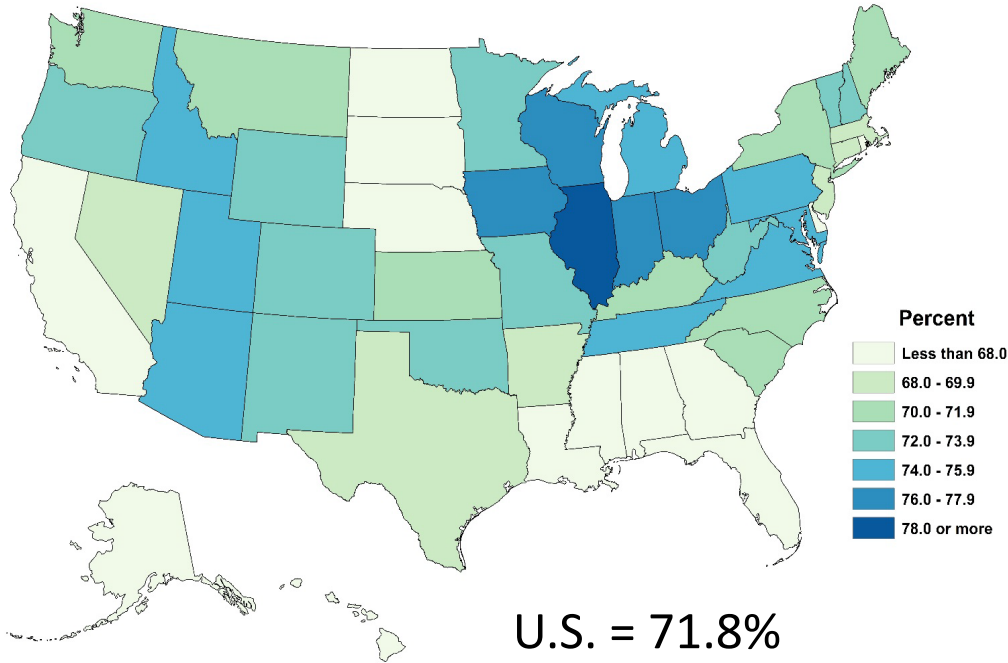 Percent
Less than 68.0
68.0 - 69.9
70.0 - 71.9
72.0 - 73.9
74.0 - 75.9
76.0 - 77.9
78.0 or more
U.S. = 71.8%